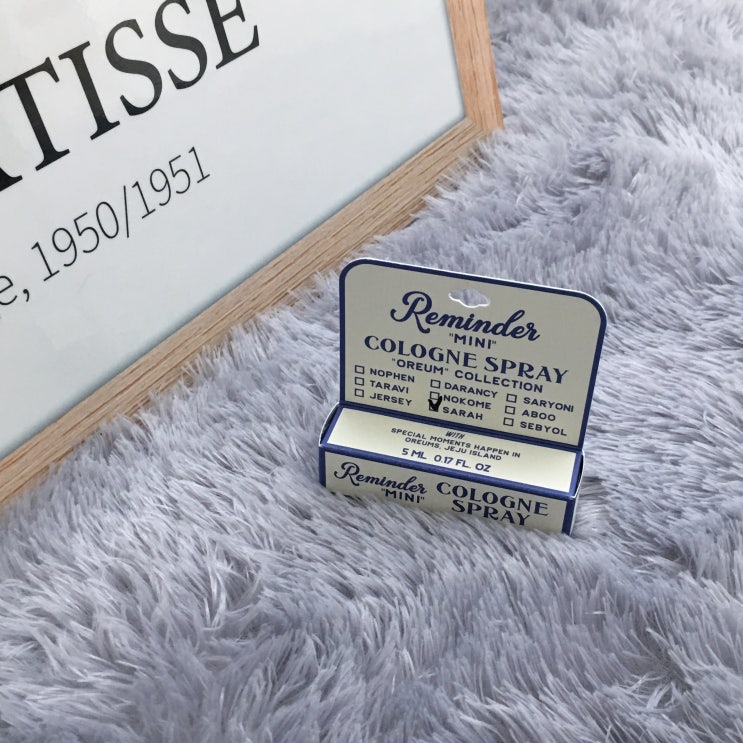 TISSE
e, 1950/1951
Reminder
"MINI"
COLOGNE SPRAY
"OREUM" COLLECTION
NOPHEN DARANCY SARYONI
TARAVI NOKOME ABOO
JERSEY SARAH SEBYOL
WITH
SPECIAL MOMENTS HAPPEN IN
OREUMS, JEJU ISLAND
5 ML 0.17 FL. OZ
Reminder
"MINI"
COLOGNE
SPRAY